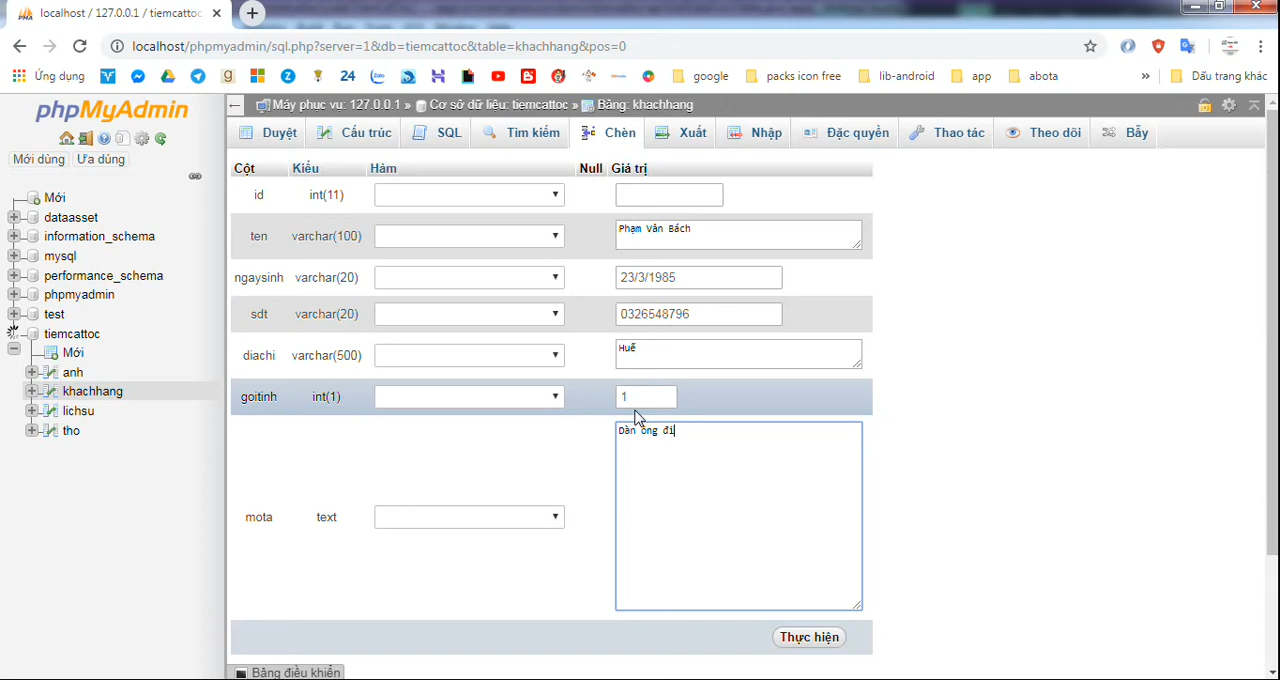 localhost / 127.0.0.1 / tiemcattoc
localhost/phpmyadmin/sql.php?server=1&db=tiemcattoc&table=khachhang&pos=0
Ứng dụng 24 google packs icon free lib-android app abota » Dấu trang khác
phpMyAdmin
Mới dùng Ưa dùng
Mới
dataasset
information_schema
mysql
performance_schema
phpmyadmin
test
tiemcattoc
Mới
anh
khachhang
lichsu
tho
Máy phục vụ: 127.0.0.1 » Cơ sở dữ liệu: tiemcattoc » Bảng: khachhang
Duyệt Cấu trúc SQL Tìm kiếm Chèn Xuất Nhập Đặc quyền Thao tác Theo dõi Bẫy
Cột Kiểu Hàm Null Giá trị
id int(11)
ten varchar(100) Phạm Văn Bách
ngaysinh varchar(20) 23/3/1985
sdt varchar(20) 0326548796
diachi varchar(500) Huế
goitinh int(1) 1
mota text Dàn ông đi
Thực hiện
Bảng điều khiển